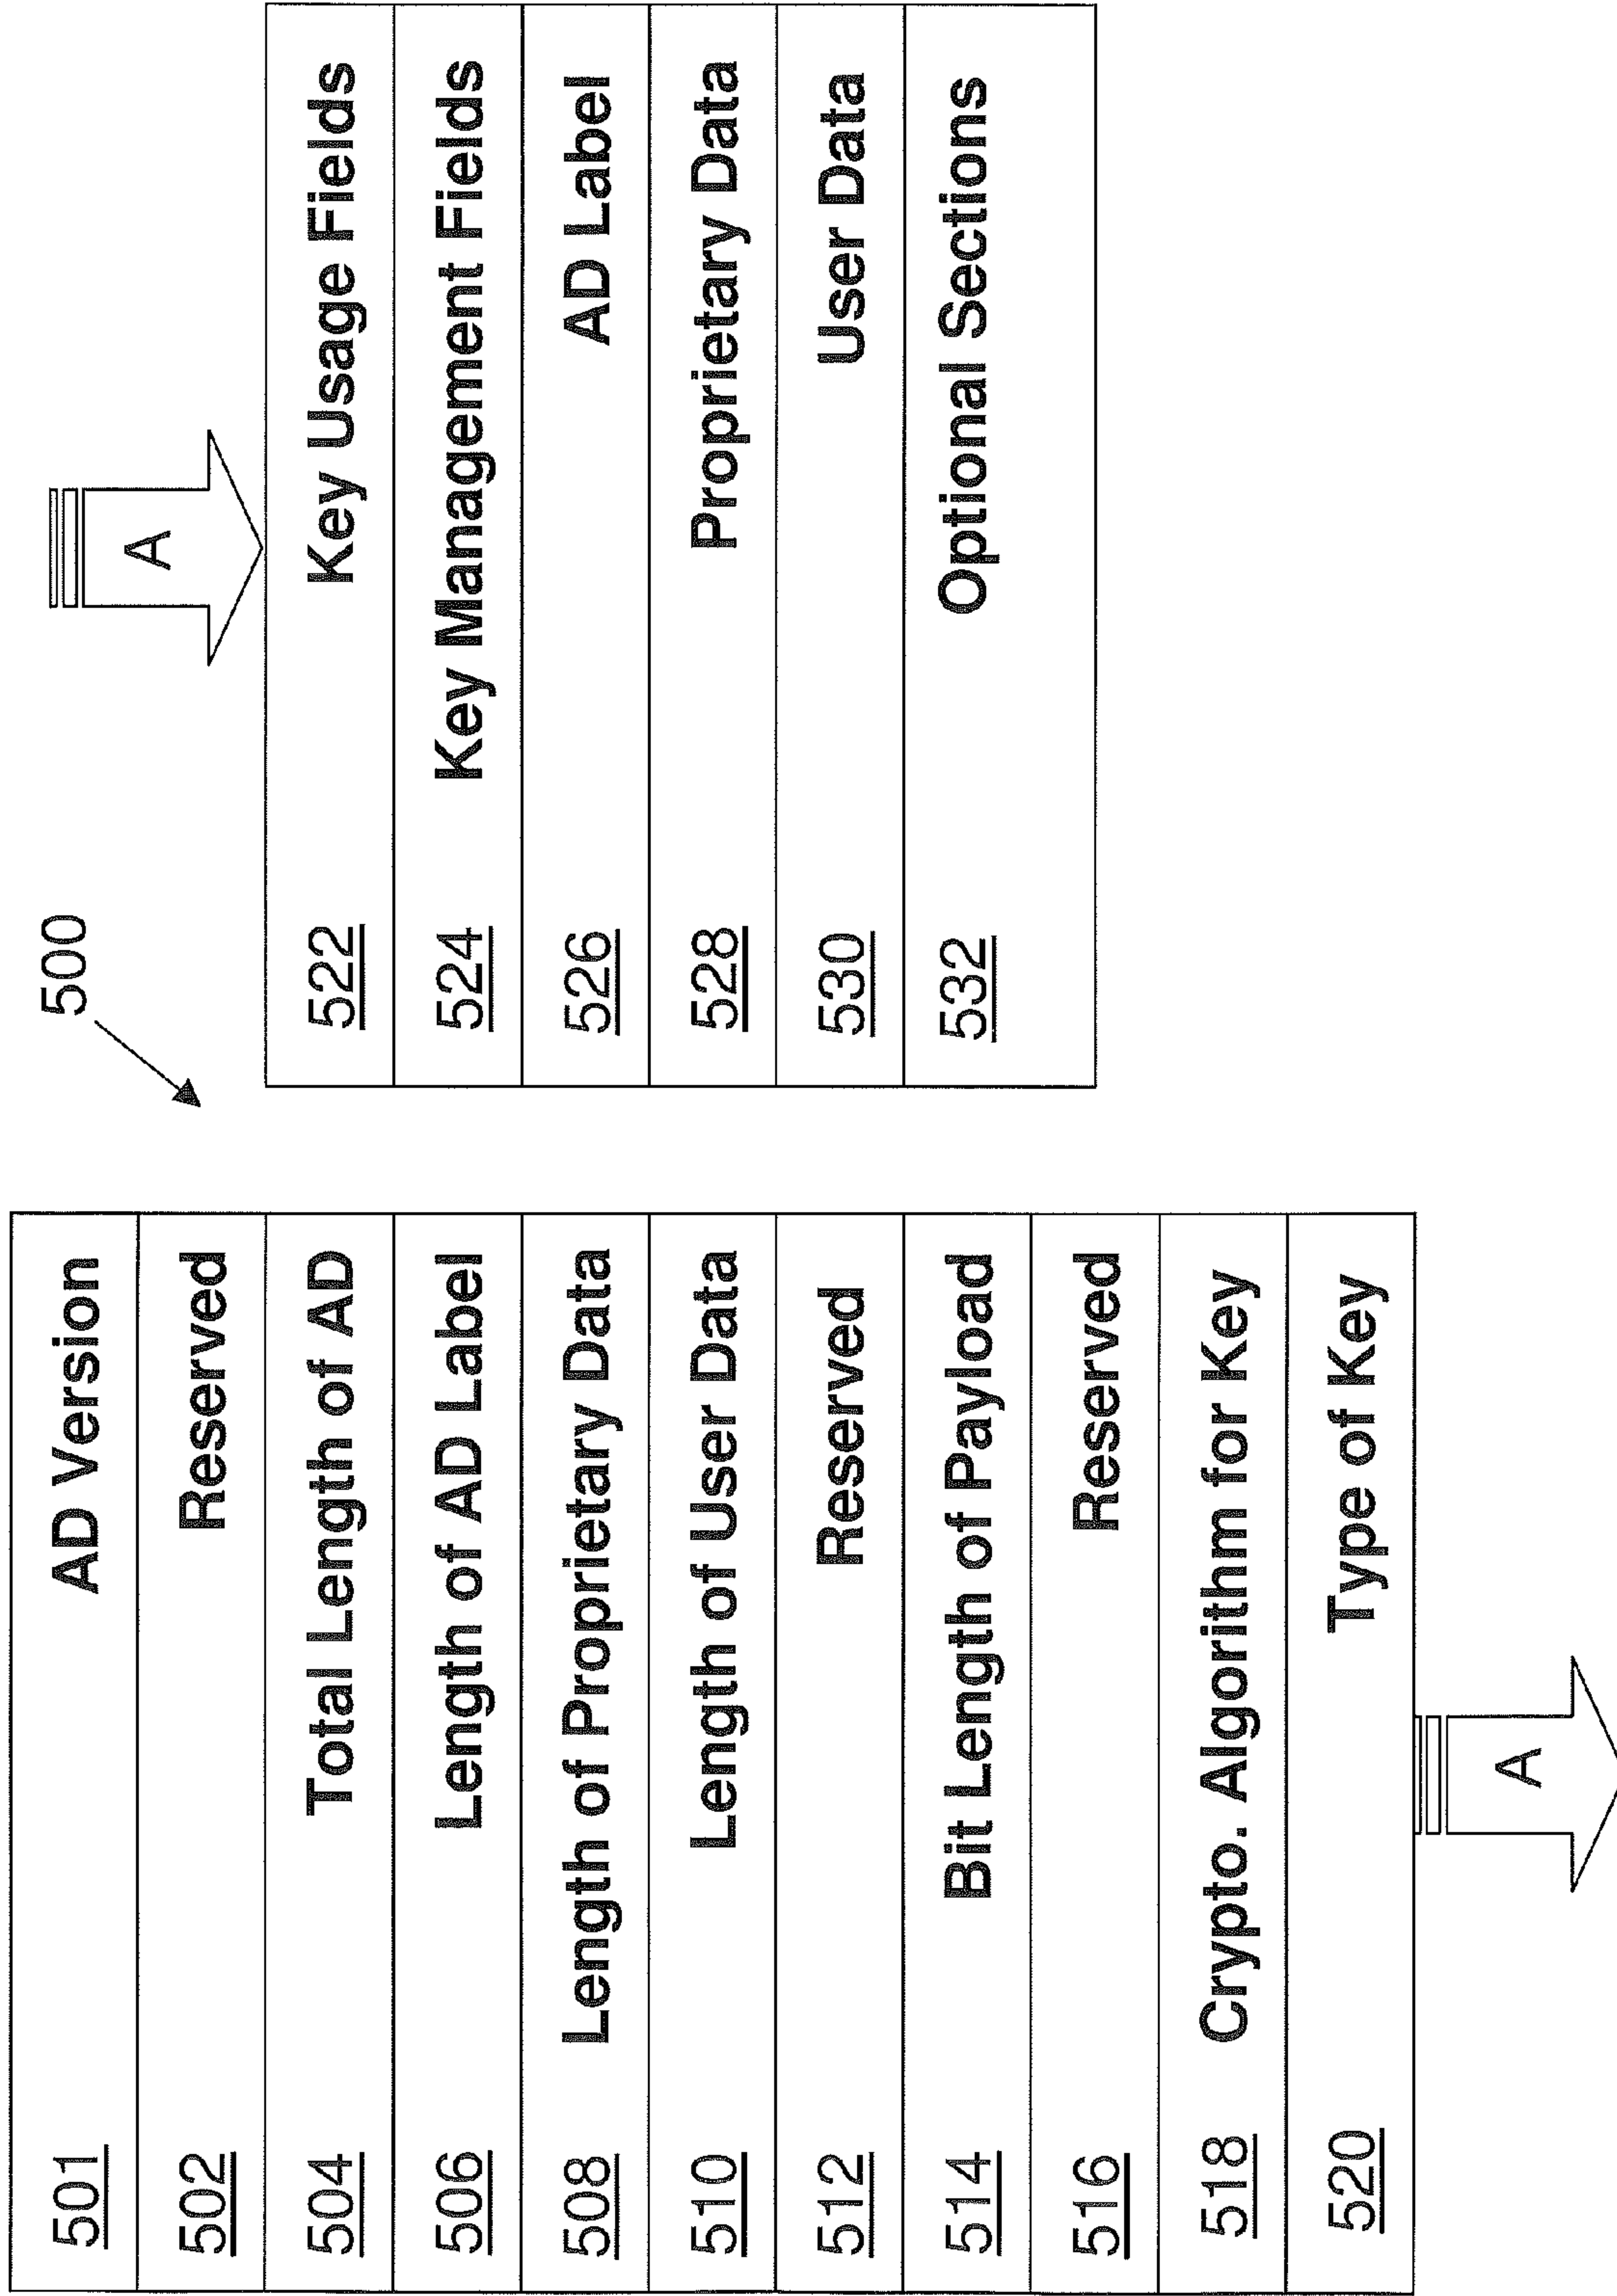 500
501 AD Version
502 Reserved
504 Total Length of AD
506 Length of AD Label
508 Length of Proprietary Data
510 Length of User Data
512 Reserved
514 Bit Length of Payload
516 Reserved
518 Crypto. Algorithm for Key
520 Type of Key
A
A
522 Key Usage Fields
524 Key Management Fields
526 AD Label
528 Proprietary Data
530 User Data
532 Optional Sections